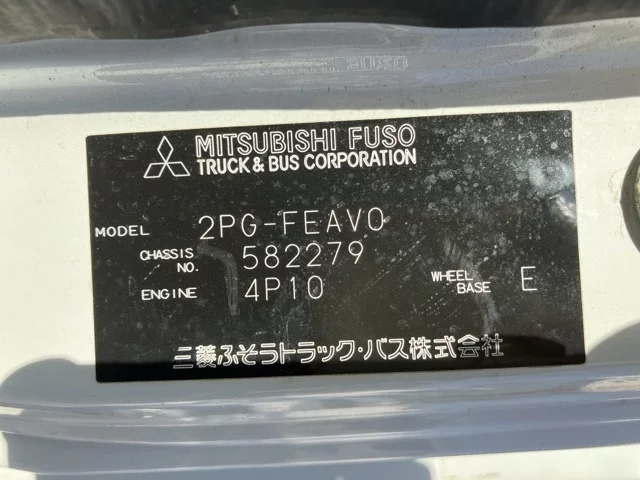 MITSUBISHI FUSO
TRUCK & BUS CORPORATION
MODEL 2PG-FEAV0
CHASSIS NO. 582279
ENGINE 4P10 WHEEL BASE E
三菱ふそうトラック・バス株式会社